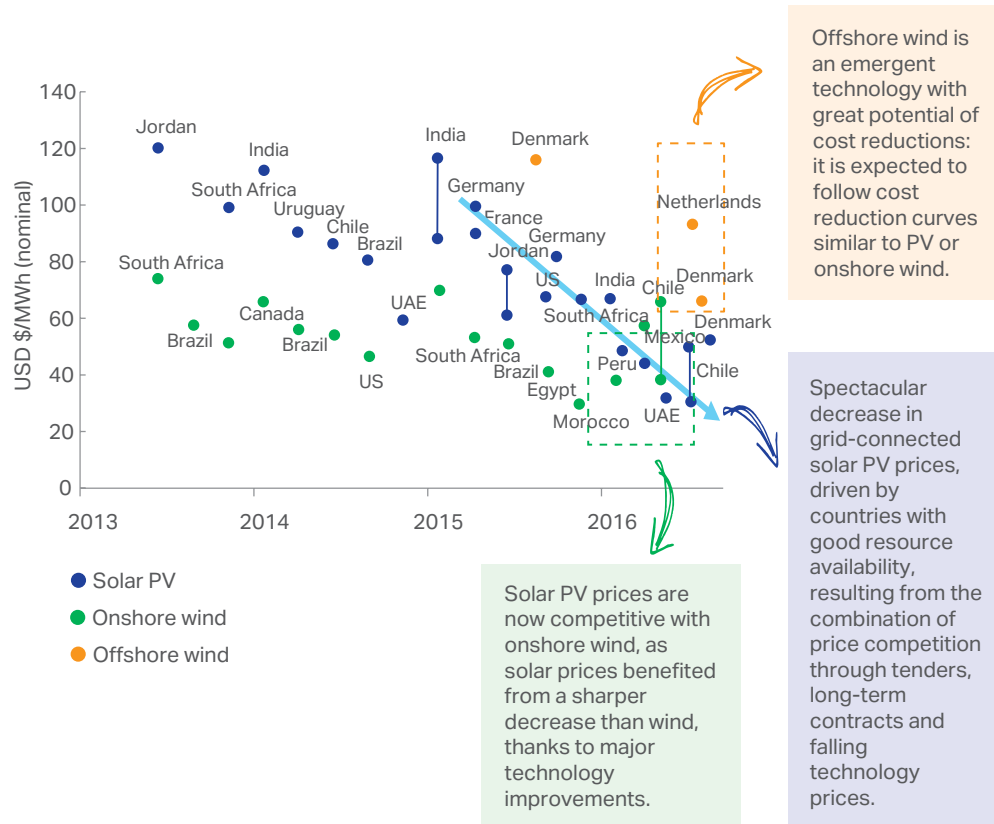 Offshore wind is
an emergent
technology with
great potential of
cost reductions:
it is expected to
follow cost
reduction curves
similar to PV or
onshore wind.
USD $/MWh (nominal)
140
120
100
80
60
40
20
0
2013
2014
2015
2016
Jordan
India
South Africa
Uruguay
Chile
Brazil
South Africa
Brazil
Canada
Brazil
US
UAE
India
Denmark
Germany
France
Germany
Jordan
US
India
South Africa
South Africa
Brazil
Egypt
Morocco
Peru
Chile
Mexico
UAE
Netherlands
Denmark
Denmark
Chile
Solar PV
Onshore wind
Offshore wind
Solar PV prices are
now competitive with
onshore wind, as
solar prices benefited
from a sharper
decrease than wind,
thanks to major
technology
improvements.
Spectacular
decrease in
grid-connected
solar PV prices,
driven by
countries with
good resource
availability,
resulting from the
combination of
price competition
through tenders,
long-term
contracts and
falling
technology
prices.